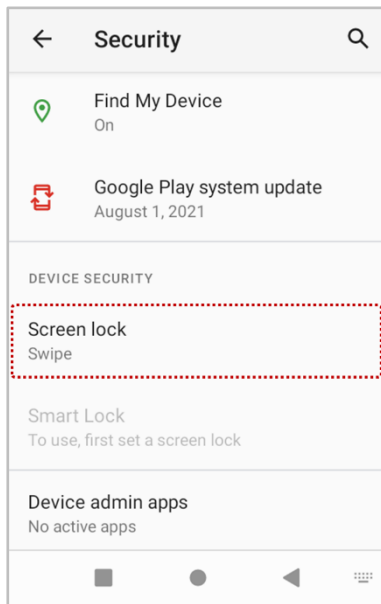 Security
Find My Device
On
Google Play system update
August 1, 2021
DEVICE SECURITY
Screen lock
Swipe
Smart Lock
To use, first set a screen lock
Device admin apps
No active apps